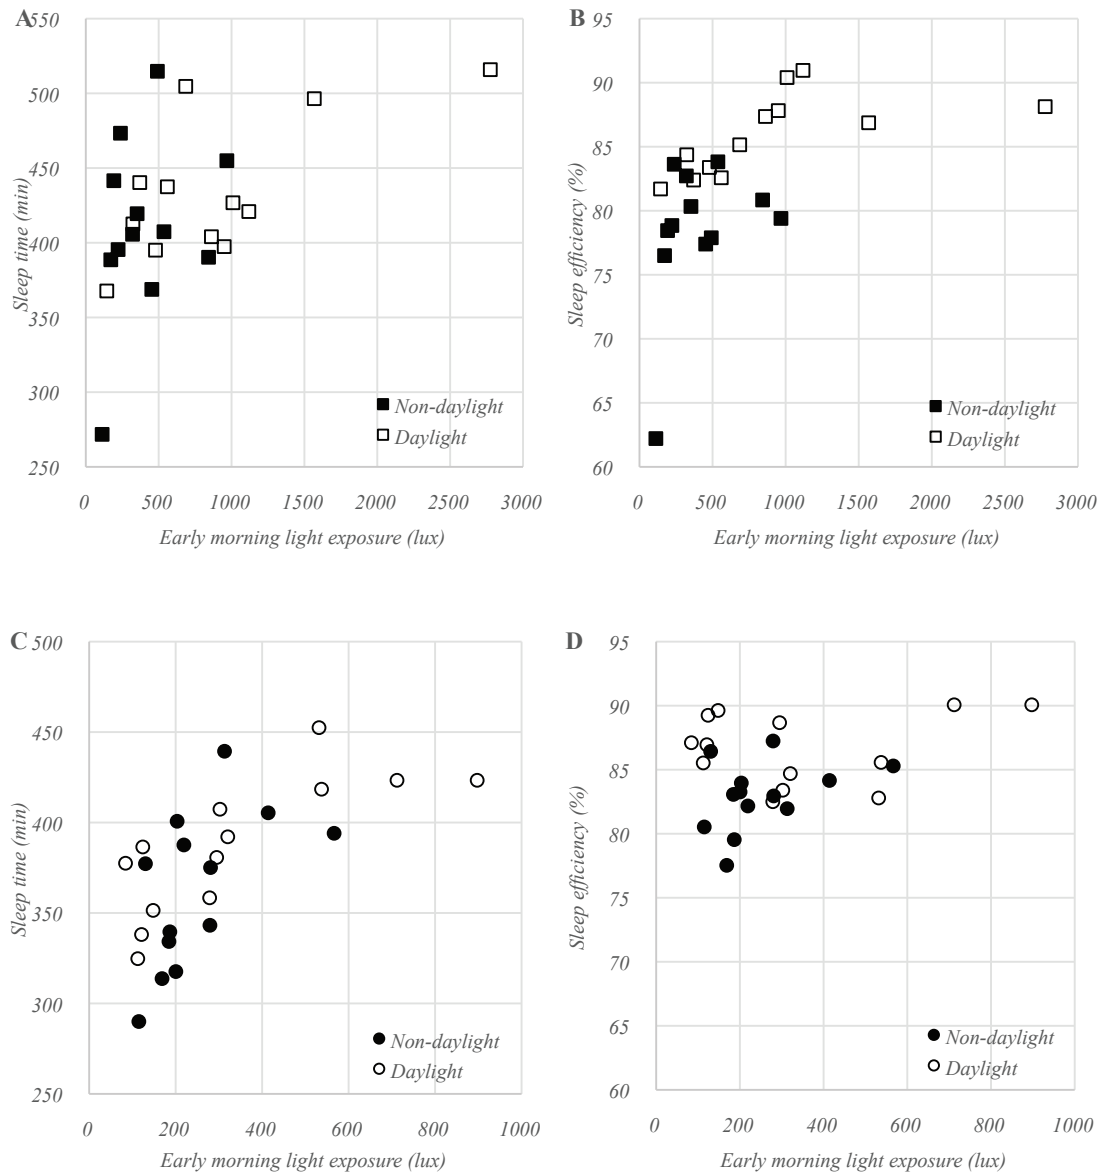 A
550
500
450
400
350
300
250
Sleep time (min)
Non-daylight
Daylight
0 500 1000 1500 2000 2500 3000
Early morning light exposure (lux)
B
95
90
85
80
75
70
65
60
Sleep efficiency (%)
Non-daylight
Daylight
0 500 1000 1500 2000 2500 3000
Early morning light exposure (lux)
C
500
450
400
350
300
250
Sleep time (min)
Non-daylight
Daylight
0 200 400 600 800 1000
Early morning light exposure (lux)
D
95
90
85
80
75
70
65
60
Sleep efficiency (%)
Non-daylight
Daylight
0 200 400 600 800 1000
Early morning light exposure (lux)